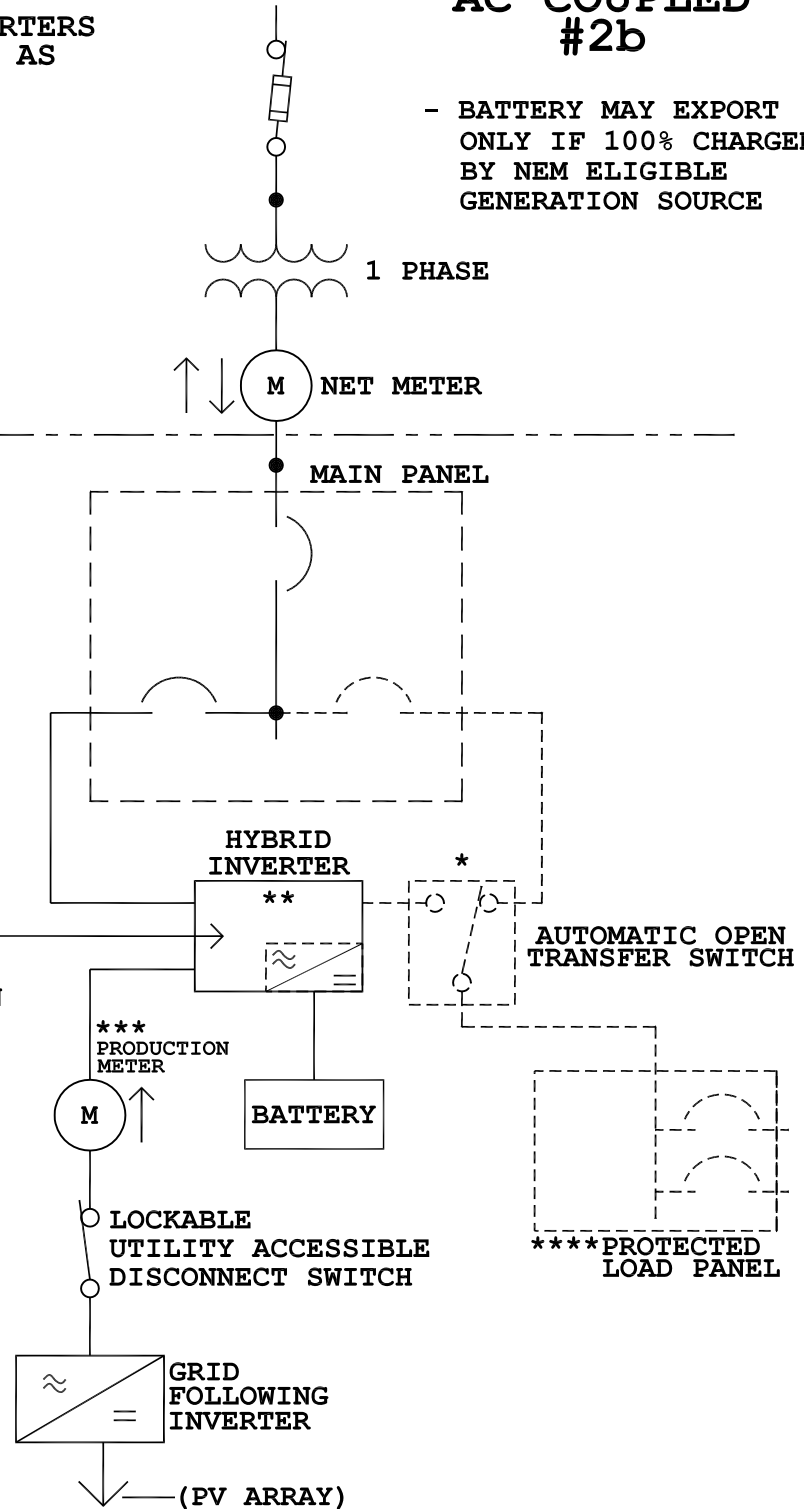 RTERS
AS
AC COUPLED
#2b
- BATTERY MAY EXPORT
ONLY IF 100% CHARGE
BY NEM ELIGIBLE
GENERATION SOURCE
1 PHASE
M
NET METER
MAIN PANEL
HYBRID
INVERTER
**
*
AUTOMATIC OPEN
TRANSFER SWITCH
***
PRODUCTION
METER
M
BATTERY
LOCKABLE
UTILITY ACCESSIBLE
DISCONNECT SWITCH
****PROTECTED
LOAD PANEL
GRID
FOLLOWING
INVERTER
(PV ARRAY)